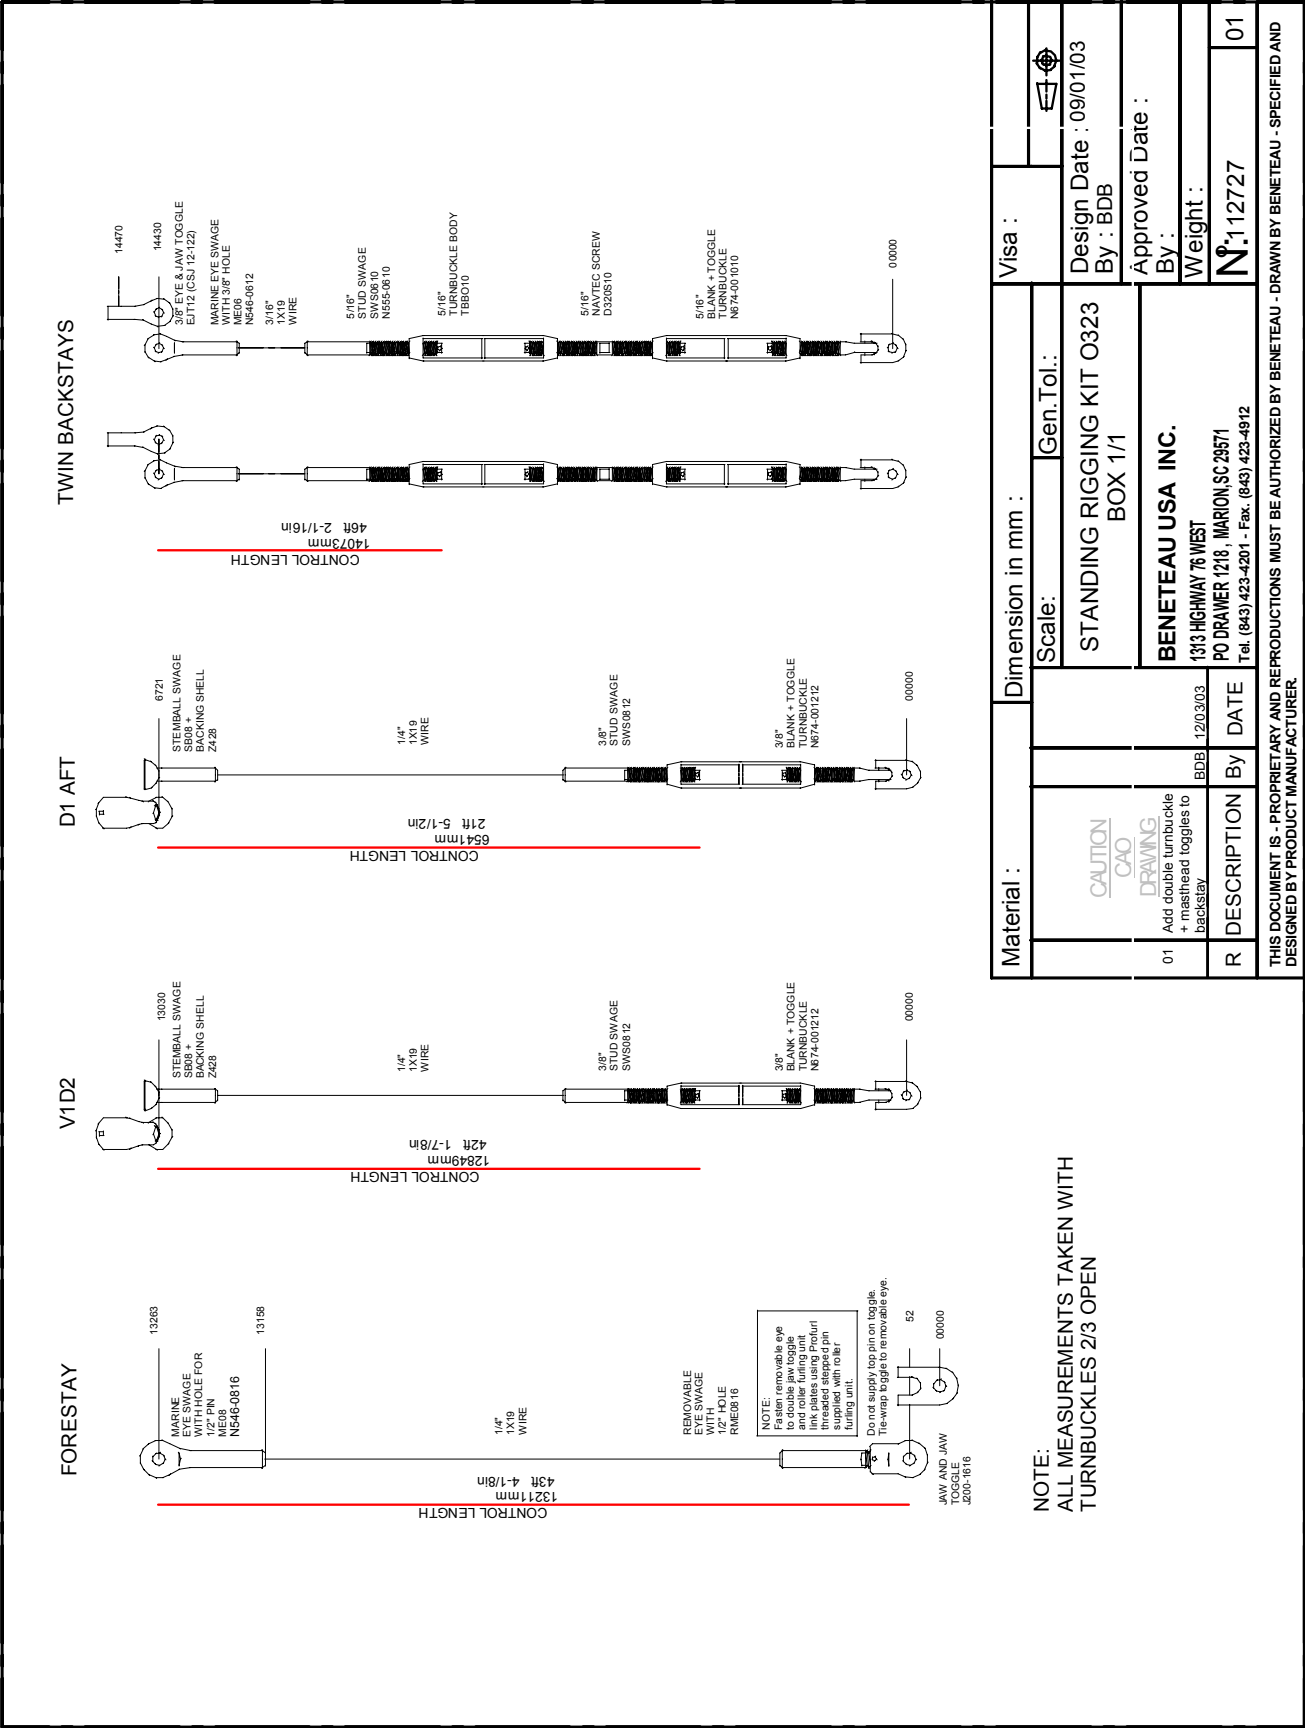 FORESTAY
13263
MARINE
EYE SWAGE
WITH HOLE FOR
1/2" PIN
ME08
N546-0816
13158
1/4"
1X19
WIRE
CONTROL LENGTH
13211mm
43ft 4-1/8in
REMOVABLE
EYE SWAGE
WITH
1/2" HOLE
RME0816
NOTE:
Fasten removable eye
to double jaw toggle
and roller furling unit
link plates using Profurl
threaded stepped pin
supplied with roller
furling unit.
Do not supply top pin on toggle.
Tie-wrap toggle to removable eye.
52
00000
JAW AND JAW
TOGGLE
J200-1616
V1D2
13030
STEMBALL SWAGE
SB08 +
BACKING SHELL
Z428
1/4"
1X19
WIRE
CONTROL LENGTH
12849mm
42ft 1-7/8in
3/8"
STUD SWAGE
SWS0812
3/8"
BLANK + TOGGLE
TURNBUCKLE
N674-001212
00000
D1 AFT
6721
STEMBALL SWAGE
SB08 +
BACKING SHELL
Z428
1/4"
1X19
WIRE
CONTROL LENGTH
6541mm
21ft 5-1/2in
3/8"
STUD SWAGE
SWS0812
3/8"
BLANK + TOGGLE
TURNBUCKLE
N674-001212
00000
TWIN BACKSTAYS
14470
14430
3/8" EYE & JAW TOGGLE
EJT12 (CSJ 12-122)
MARINE EYE SWAGE
WITH 3/8" HOLE
ME06
N546-0612
3/16"
1X19
WIRE
CONTROL LENGTH
14073mm
46ft 2-1/16in
5/16"
STUD SWAGE
SWS0610
N555-0610
5/16"
TURNBUCKLE BODY
TBBO10
5/16"
NAVTEC SCREW
D320S10
5/16"
BLANK + TOGGLE
TURNBUCKLE
N674-001010
00000
NOTE:
ALL MEASUREMENTS TAKEN WITH
TURNBUCKLES 2/3 OPEN
Material :
Dimension in mm :
Visa :
Scale:
Gen.Tol.:
CAUTION
CAO
DRAWING
STANDING RIGGING KIT O323
BOX 1/1
Design Date : 09/01/03
By : BDB
Approved Date :
By :
Weight :
01
Add double turnbuckle
+ masthead toggles to
backstay
BDB
12/03/03
BENETEAU USA INC.
1313 HIGHWAY 76 WEST
PO DRAWER 1218 , MARION,SC 29571
Tel. (843) 423-4201 - Fax. (843) 423-4912
R
DESCRIPTION
By
DATE
Nº:112727
01
THIS DOCUMENT IS - PROPRIETARY AND REPRODUCTIONS MUST BE AUTHORIZED BY BENETEAU - DRAWN BY BENETEAU - SPECIFIED AND
DESIGNED BY PRODUCT MANUFACTURER.